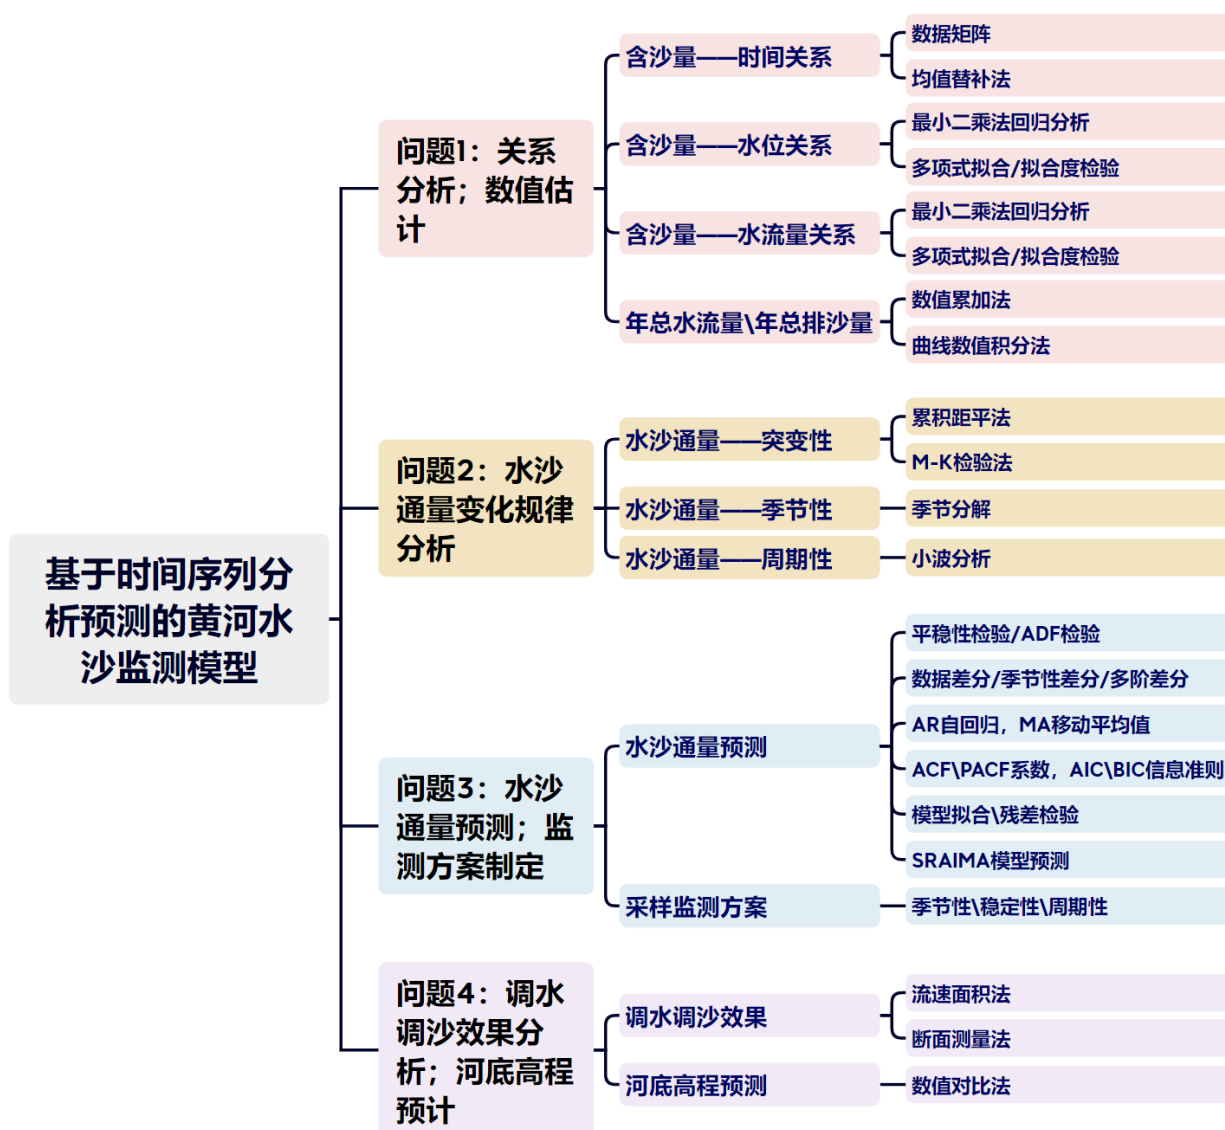 基于时间序列分
析预测的黄河水
沙监测模型
问题1：关系
分析；数值估
计
含沙量——时间关系
数据矩阵
均值替补法
含沙量——水位关系
最小二乘法回归分析
多项式拟合/拟合度检验
含沙量——水流量关系
最小二乘法回归分析
多项式拟合/拟合度检验
年总水流量\年总排沙量
数值累加法
曲线数值积分法
问题2：水沙
通量变化规律
分析
水沙通量——突变性
累积距平法
M-K检验法
水沙通量——季节性
季节分解
水沙通量——周期性
小波分析
问题3：水沙
通量预测；监
测方案制定
水沙通量预测
平稳性检验/ADF检验
数据差分/季节性差分/多阶差分
AR自回归，MA移动平均值
ACF\PACF系数，AIC\BIC信息准则
模型拟合\残差检验
SRAIMA模型预测
采样监测方案
季节性\稳定性\周期性
问题4：调水
调沙效果分
析；河底高程
预计
调水调沙效果
流速面积法
断面测量法
河底高程预测
数值对比法